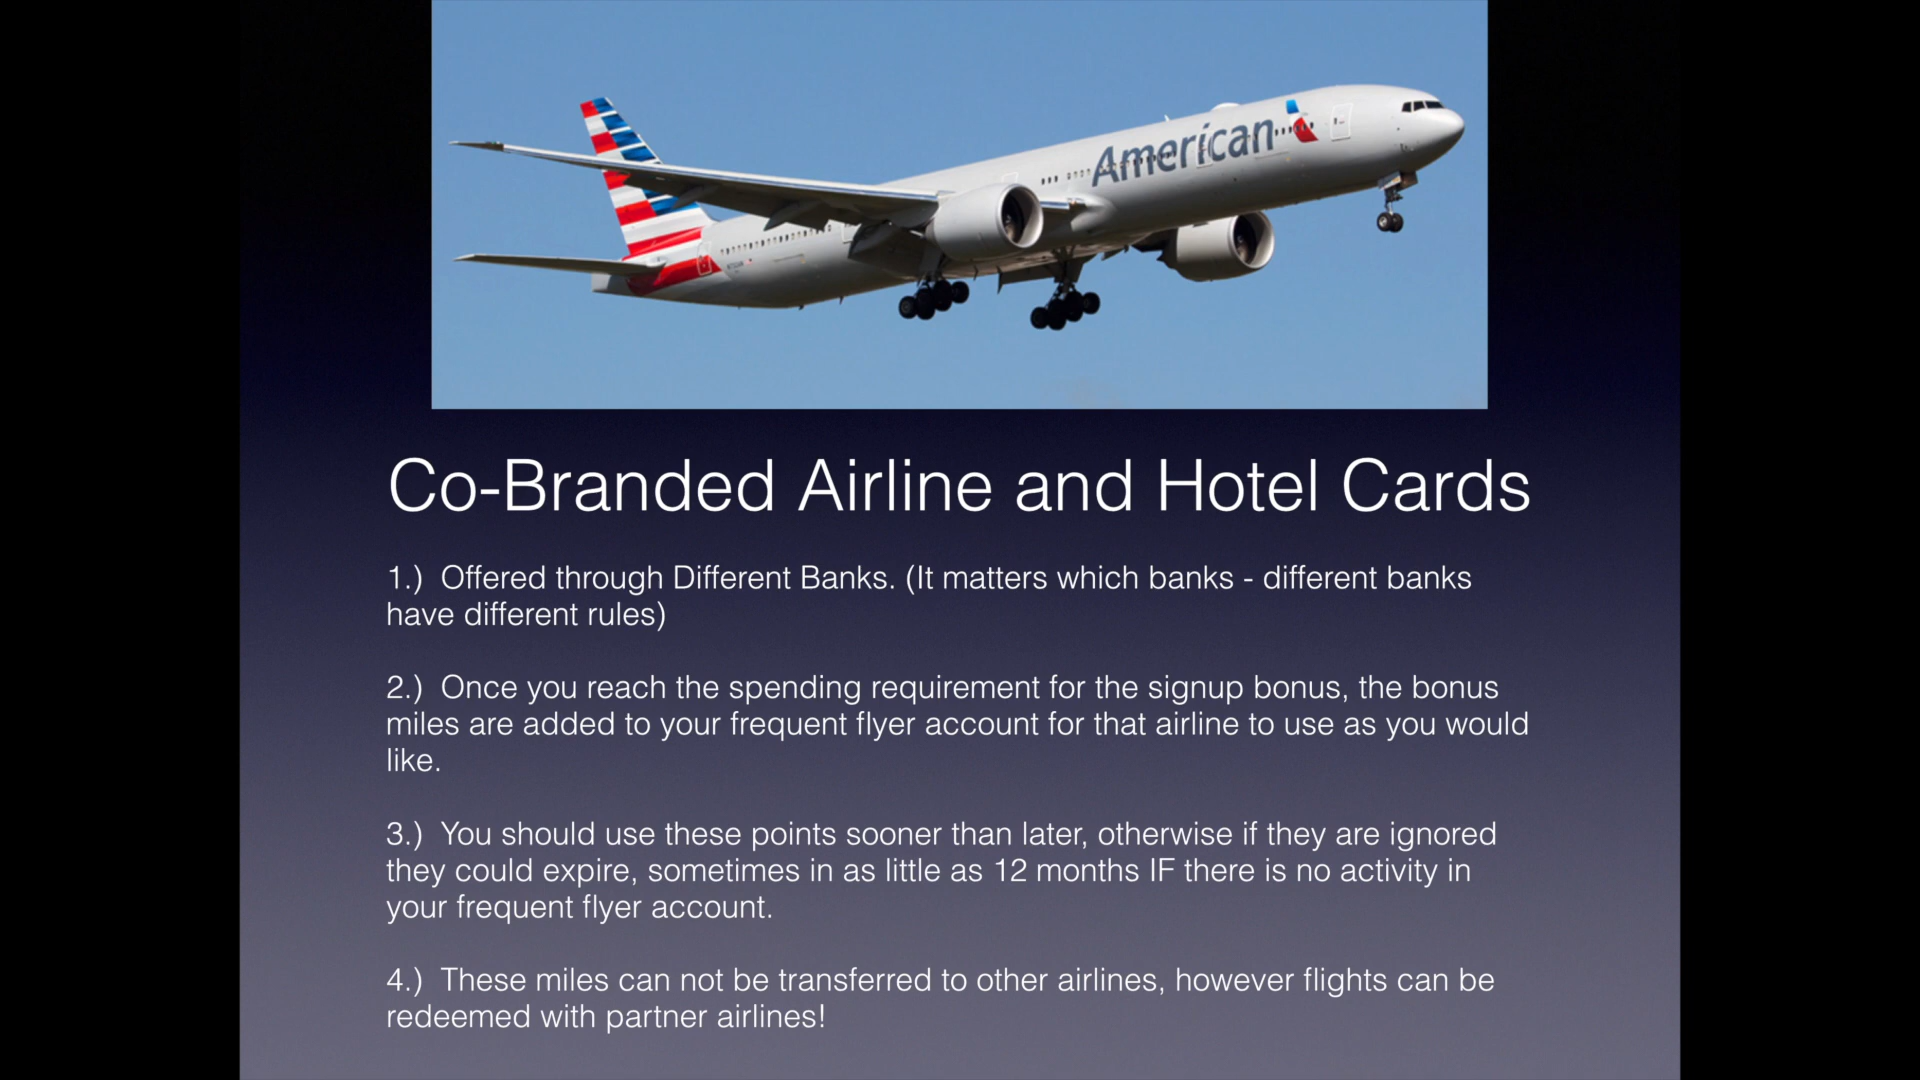 American
Co-Branded Airline and Hotel Cards
1.) Offered through Different Banks. (It matters which banks - different banks
have different rules)
2.) Once you reach the spending requirement for the signup bonus, the bonus
miles are added to your frequent flyer account for that airline to use as you would
like.
3.) You should use these points sooner than later, otherwise if they are ignored
they could expire, sometimes in as little as 12 months IF there is no activity in
your frequent flyer account.
4.) These miles can not be transferred to other airlines, however flights can be
redeemed with partner airlines!